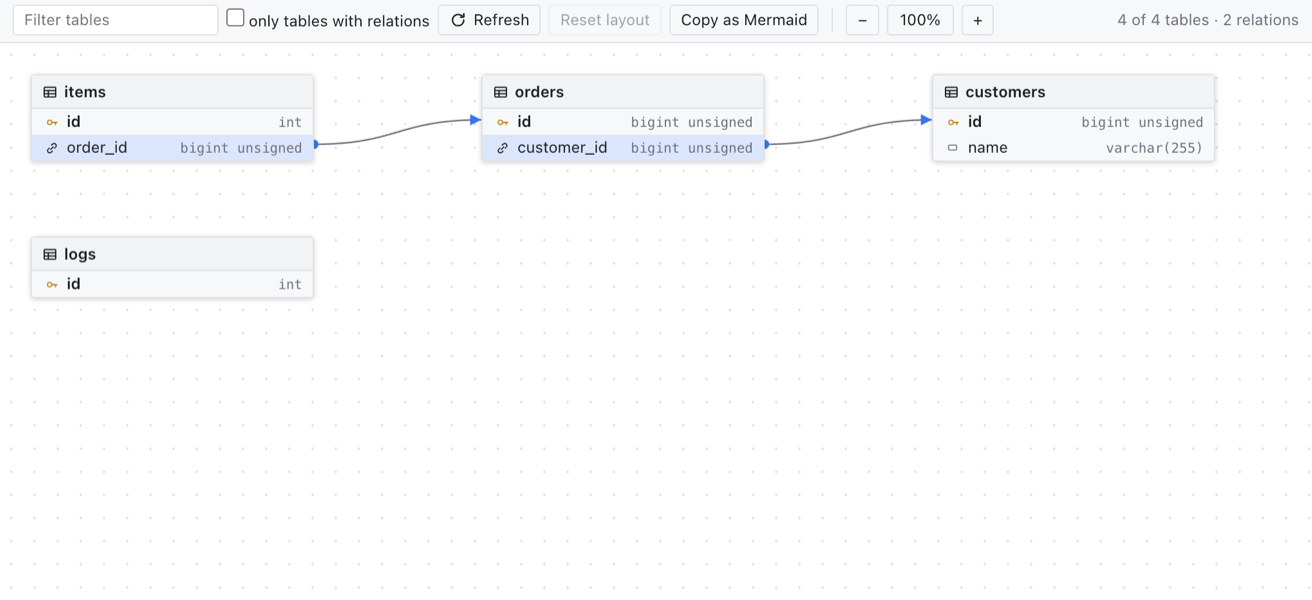 Filter tables only tables with relations Refresh Reset layout Copy as Mermaid − 100% + 4 of 4 tables · 2 relations
items
id int
order_id bigint unsigned
orders
id bigint unsigned
customer_id bigint unsigned
customers
id bigint unsigned
name varchar(255)
logs
id int